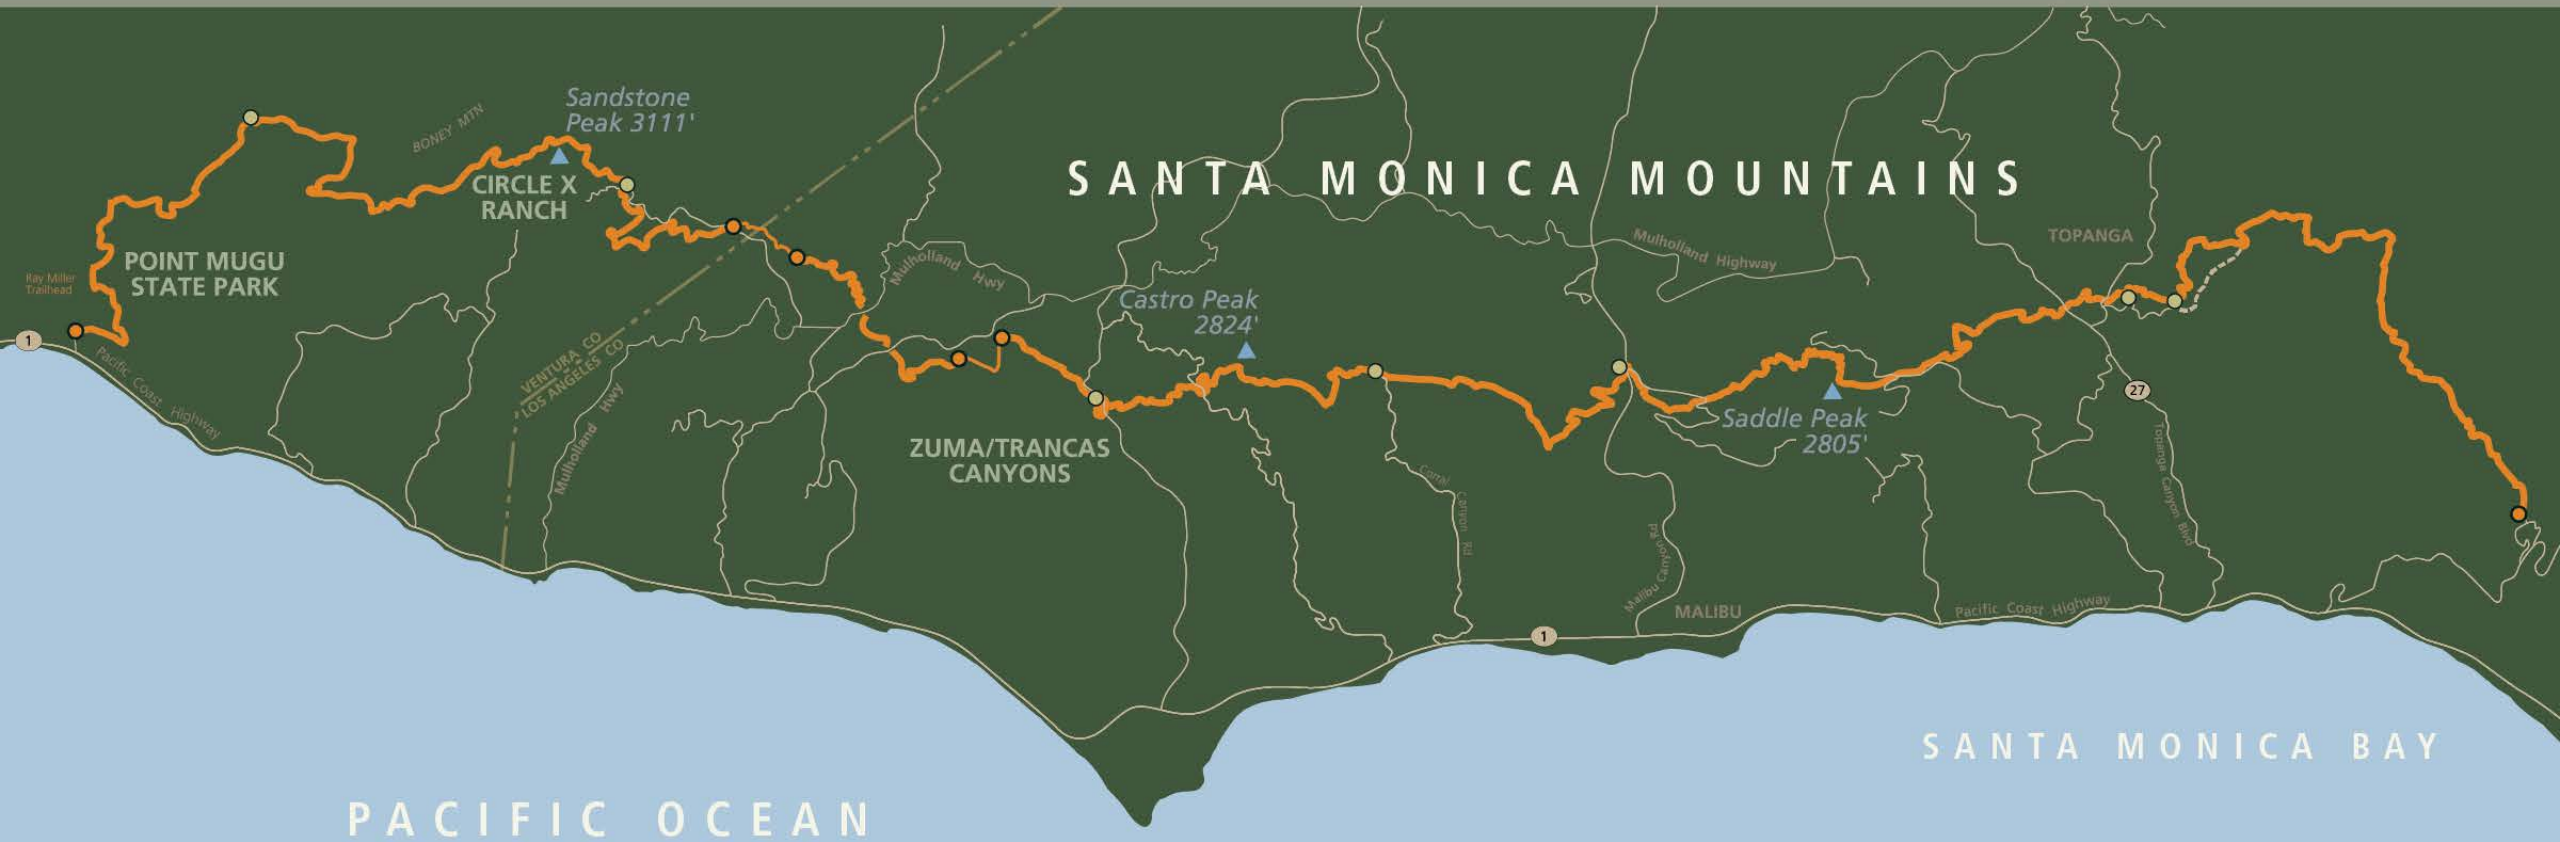 Sandstone
Peak 3111'
BONEY MTN
SANTA MONICA MOUNTAINS
CIRCLE X
RANCH
POINT MUGU
STATE PARK
Ray Miller
Trailhead
TOPANGA
Mulholland Highway
Mulholland Hwy
Castro Peak
2824'
1
Pacific Coast Highway
VENTURA CO
LOS ANGELES CO
Mulholland Hwy
27
Saddle Peak
2805'
ZUMA/TRANCAS
CANYONS
Corral Canyon Rd
Topanga Canyon Blvd
Malibu Canyon Rd
MALIBU
Pacific Coast Highway
1
SANTA MONICA BAY
PACIFIC OCEAN